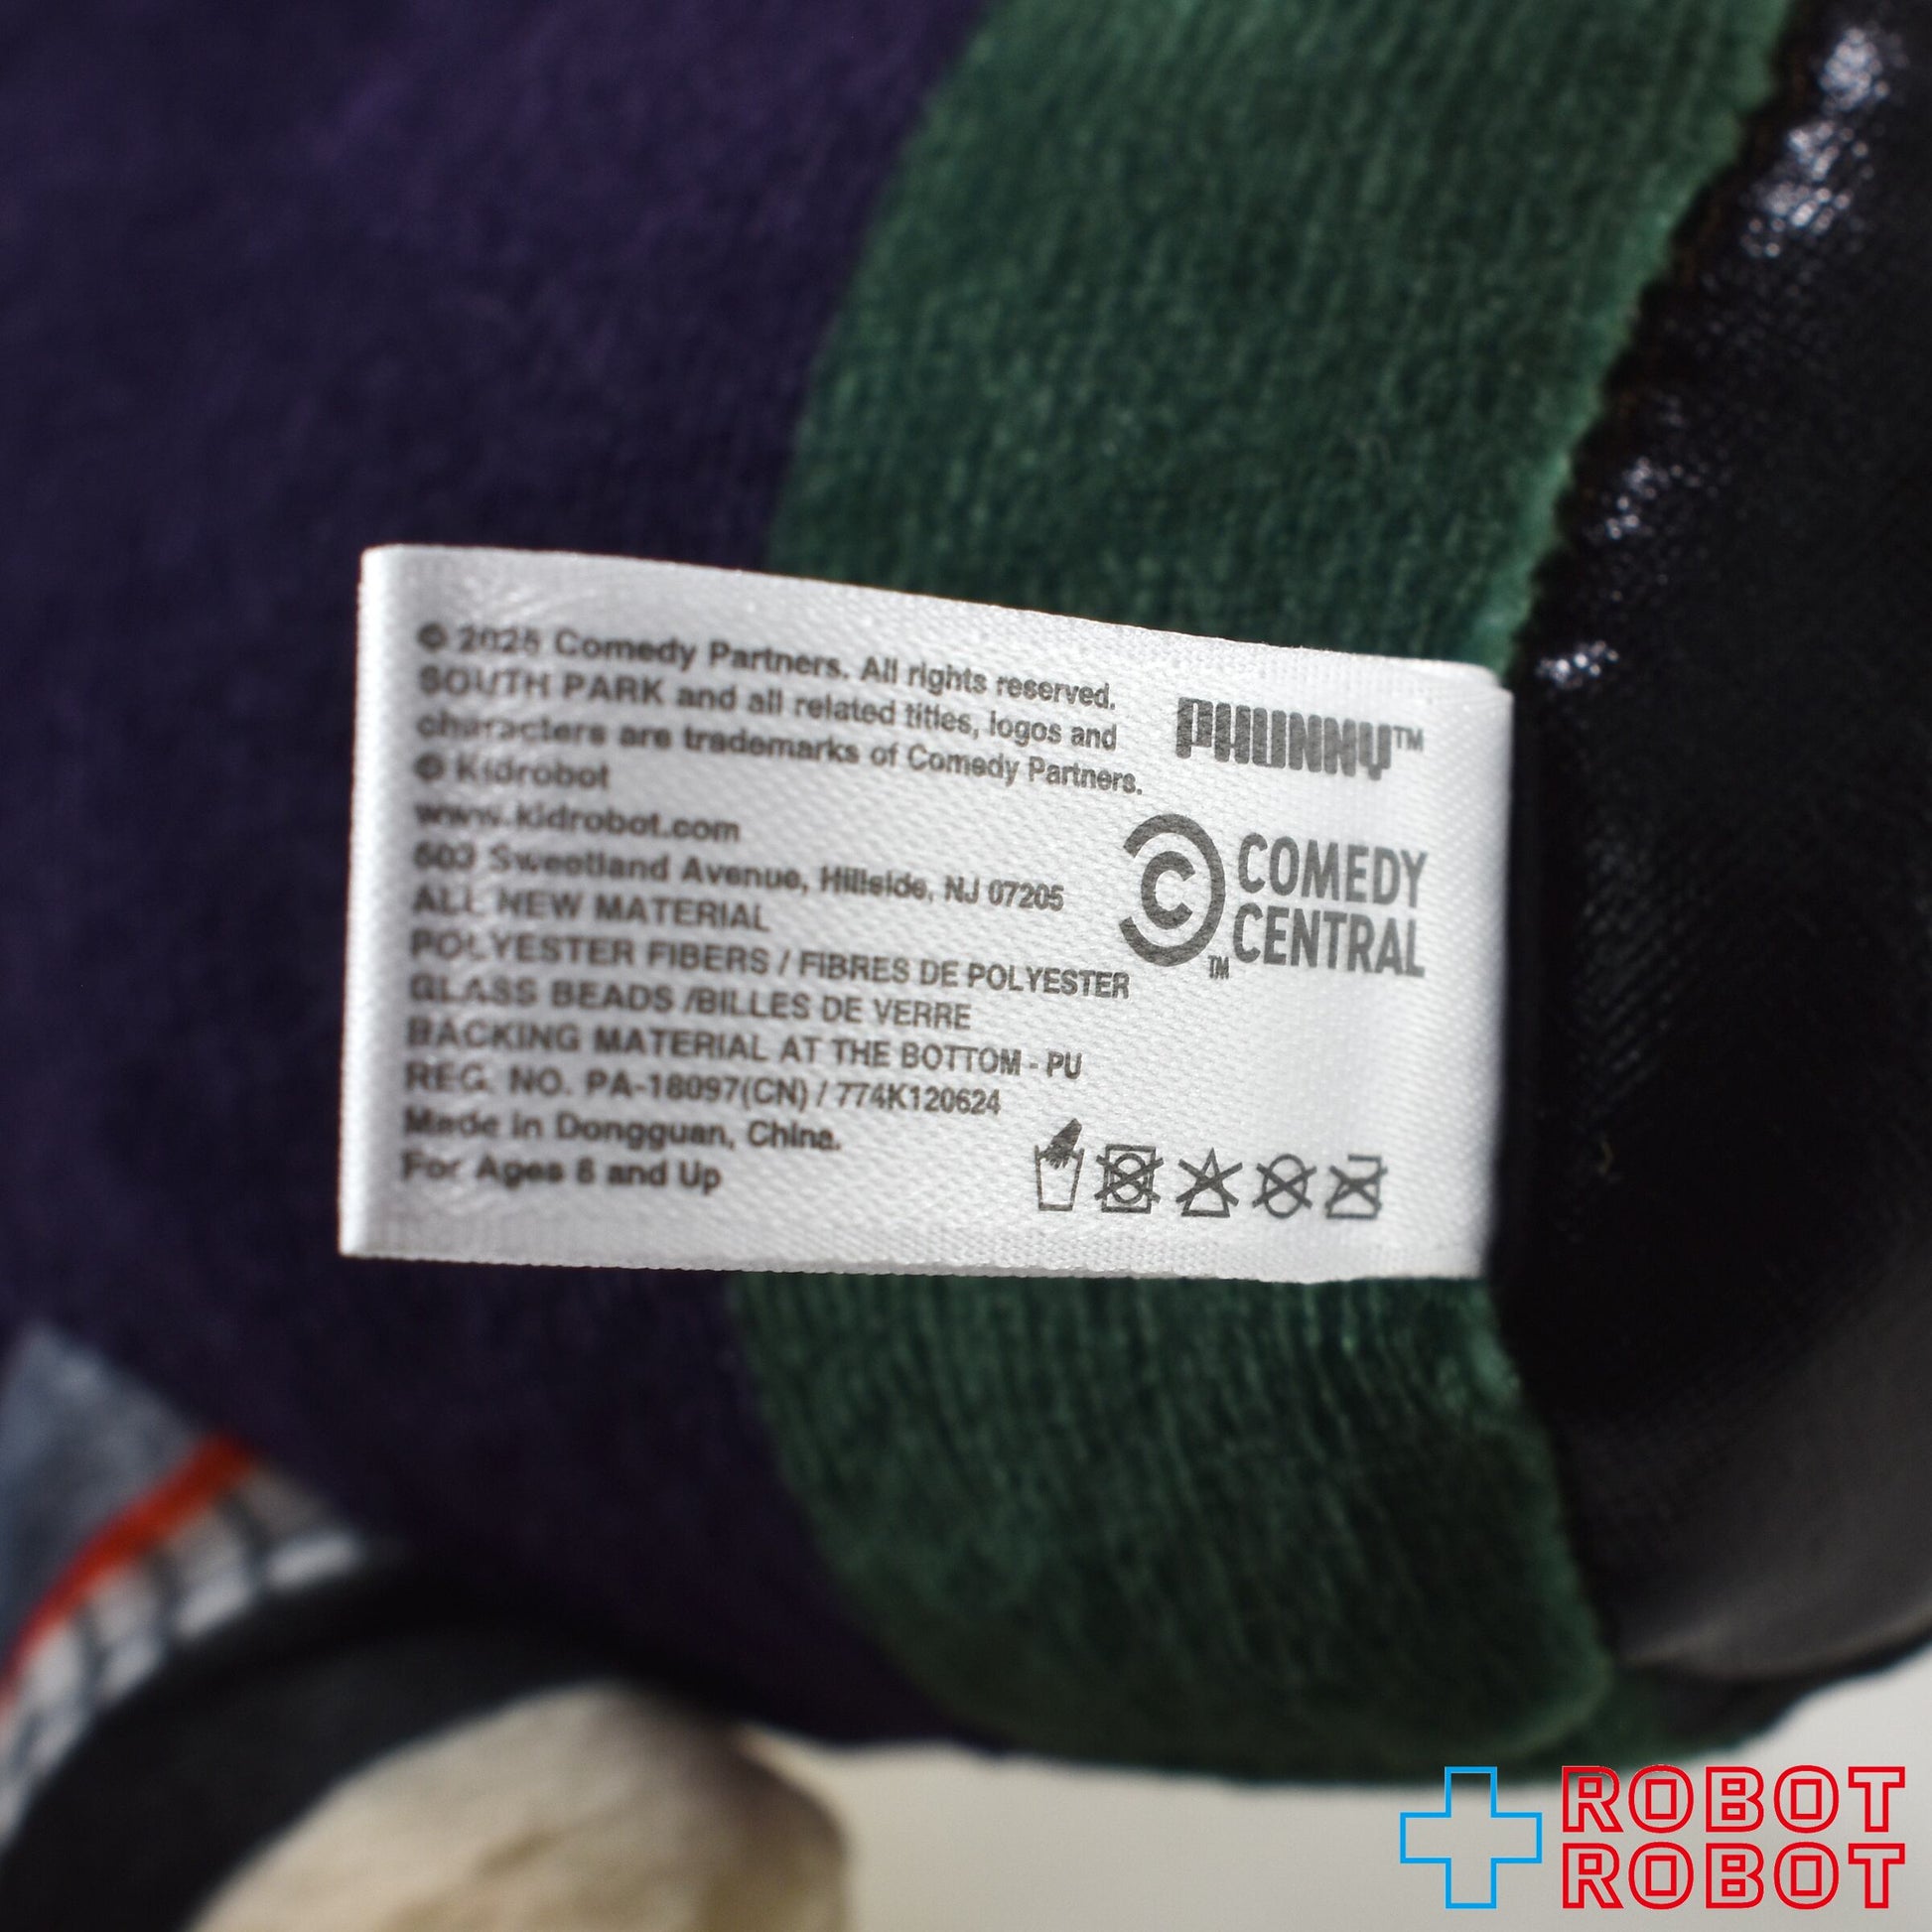 © 2025 Comedy Partners. All rights reserved.
SOUTH PARK and all related titles, logos and
characters are trademarks of Comedy Partners.
© Kidrobot
www.kidrobot.com
603 Sweetland Avenue, Hillside, NJ 07205
ALL NEW MATERIAL
POLYESTER FIBERS / FIBRES DE POLYESTER
GLASS BEADS /BILLES DE VERRE
BACKING MATERIAL AT THE BOTTOM - PU
REG. NO. PA-18097(CN) / 774K120624
Made in Dongguan, China.
For Ages 6 and Up
PHUNNY™
COMEDY
CENTRAL
TM
ROBOT
ROBOT